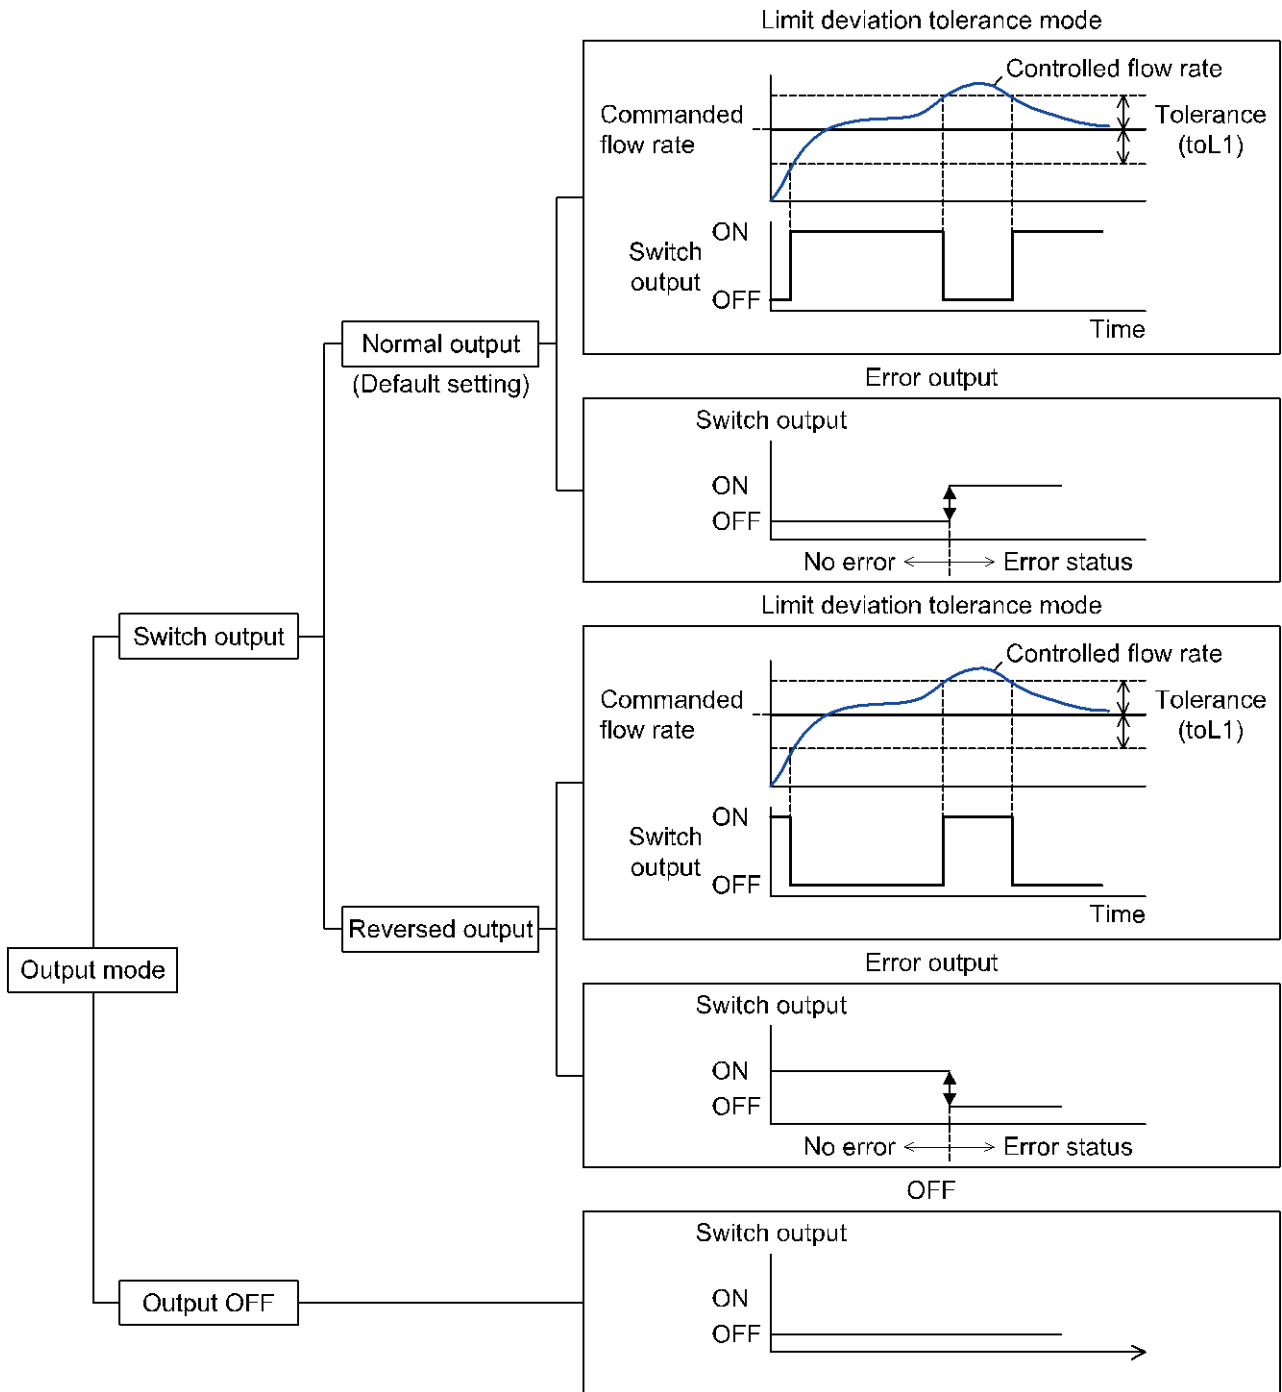 Limit deviation tolerance mode
Controlled flow rate
Commanded
flow rate
Tolerance
(toL1)
ON
Switch
output
OFF
Time
Normal output
(Default setting)
Error output
Switch output
ON
OFF
No error
Error status
Limit deviation tolerance mode
Switch output
Controlled flow rate
Commanded
flow rate
Tolerance
(toL1)
ON
Switch
output
OFF
Time
Reversed output
Output mode
Error output
Switch output
ON
OFF
No error
Error status
OFF
Switch output
Output OFF
ON
OFF